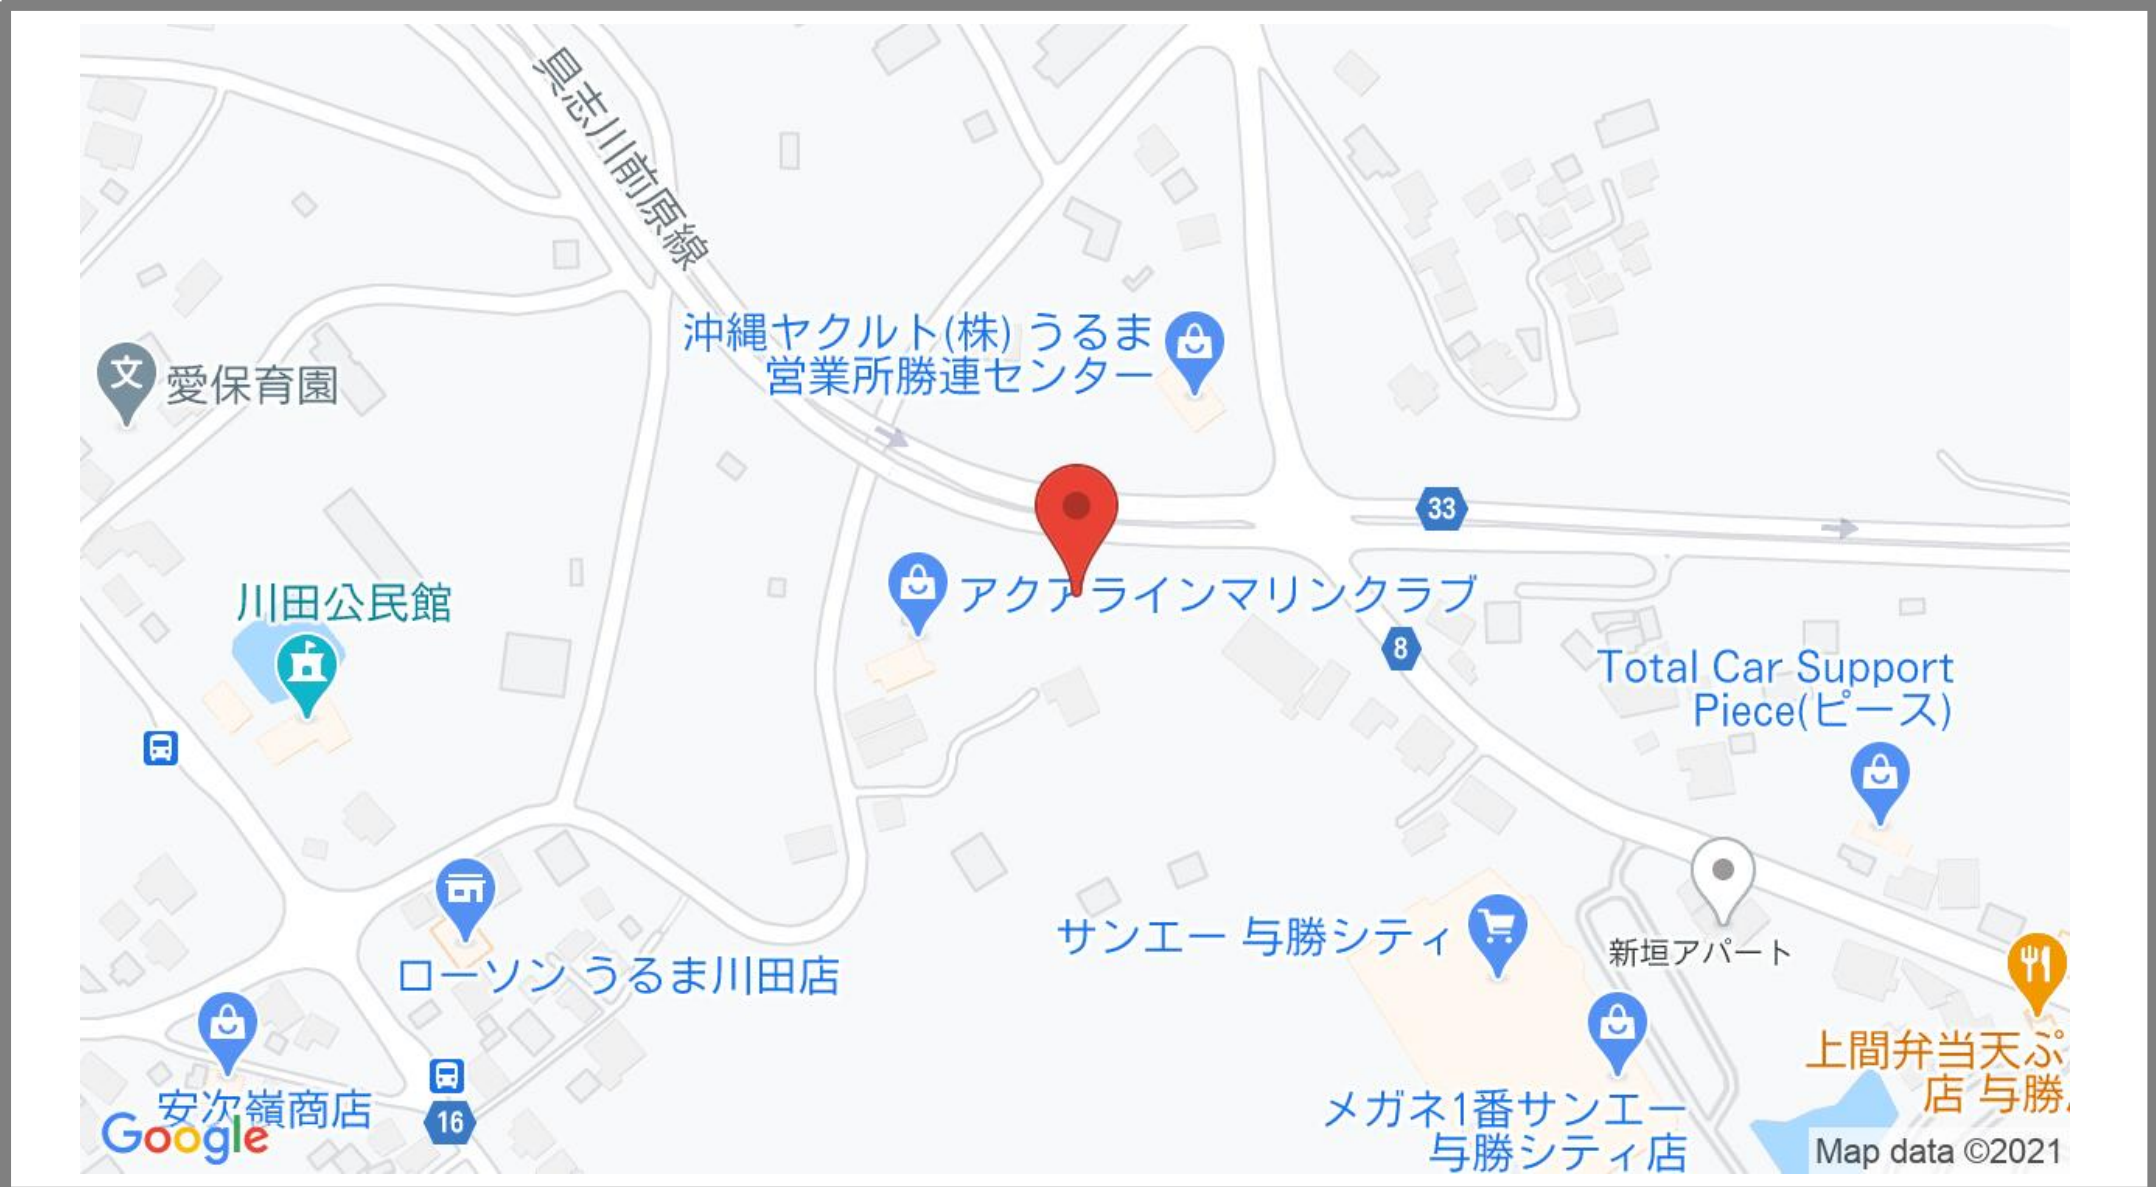 具志川前原線
沖縄ヤクルト(株) うるま
営業所勝連センター
文
愛保育園
33
アクアラインマリンクラブ
川田公民館
8
Total Car Support
Piece(ピース)
サンエー 与勝シティ
新垣アパート
ローソン うるま川田店
上間弁当天ぷ
店 与勝
安次嶺商店
16
メガネ1番サンエー
与勝シティ店
Google
Map data ©2021